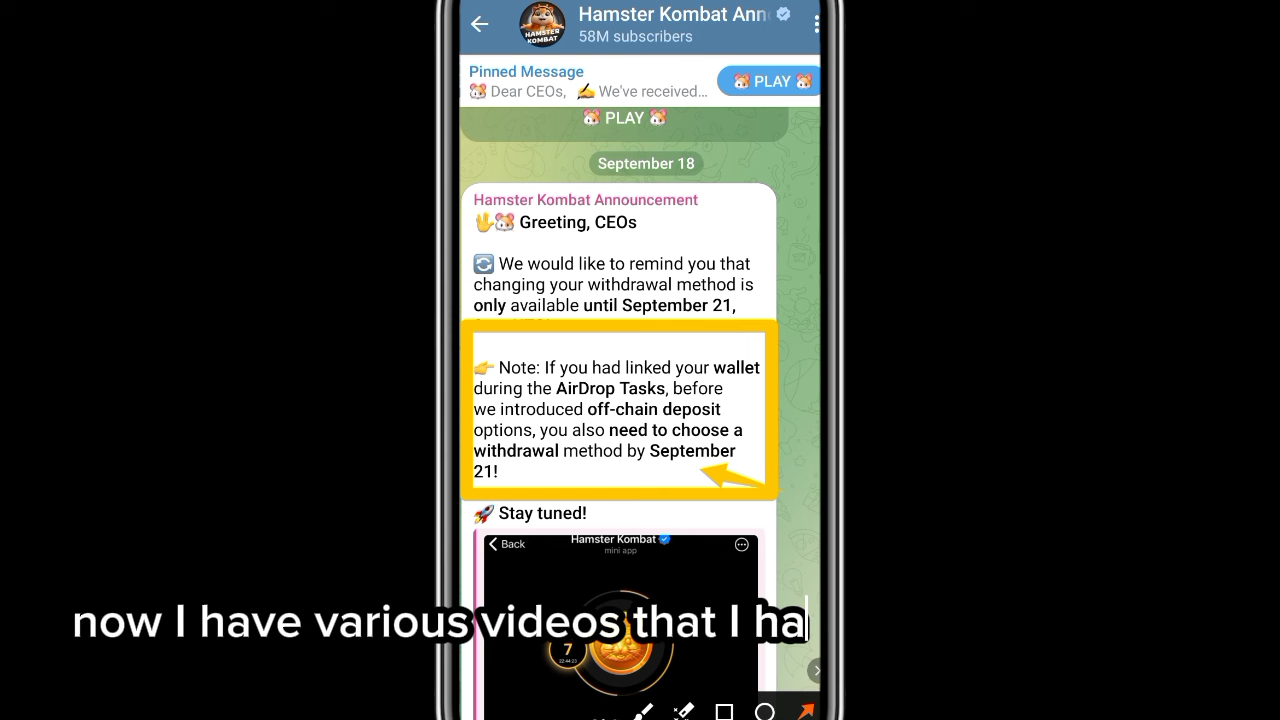 Hamster Kombat Ann
58M subscribers
Pinned Message
🐹 Dear CEOs, ✍️ We've received...
🐹 PLAY 🐹
🐹 PLAY 🐹
September 18
Hamster Kombat Announcement
🖖🐹 Greeting, CEOs
🔄 We would like to remind you that
changing your withdrawal method is
only available until September 21,
👉 Note: If you had linked your wallet
during the AirDrop Tasks, before
we introduced off-chain deposit
options, you also need to choose a
withdrawal method by September
21!
🚀 Stay tuned!
Back
Hamster Kombat
mini app
7
now I have various videos that I ha
HAMSTER
KOMBAT